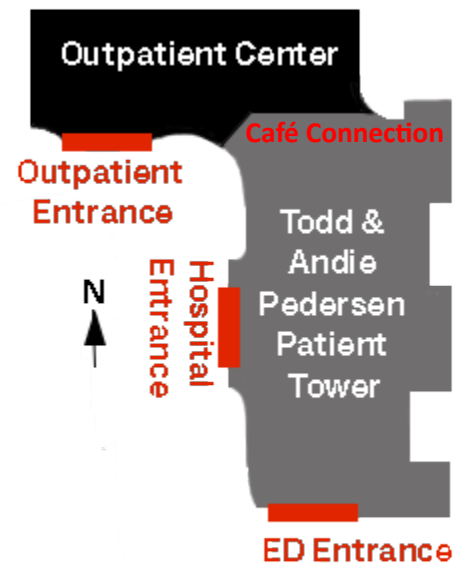 Outpatient Center
Café Connection
Outpatient
Entrance
Todd &
Andie
Pedersen
Patient
Tower
N
Hospital
Entrance
ED Entrance